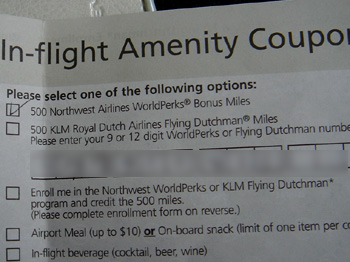 In-flight Amenity Coupon
Please select one of the following options:
500 Northwest Airlines WorldPerks® Bonus Miles
500 KLM Royal Dutch Airlines Flying Dutchman® Miles
Please enter your 9 or 12 digit WorldPerks or Flying Dutchman numbe
Enroll me in the Northwest WorldPerks or KLM Flying Dutchman*
program and credit the 500 miles.
(Please complete enrollment form on reverse.)
Airport Meal (up to $10) or On-board snack (limit of one item per co
In-flight beverage (cocktail, beer, wine)